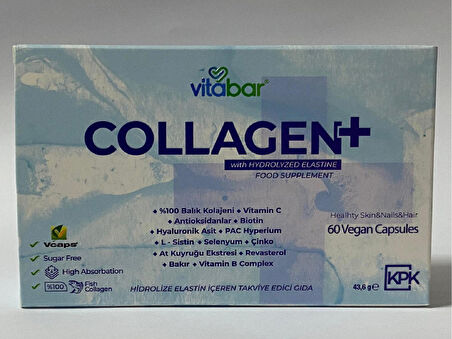 vitabar
COLLAGEN+
with HYDROLYZED ELASTINE
FOOD SUPPLEMENT
+ %100 Balık Kolajeni + Vitamin C
+ Antioksidanlar + Biotin
+ Hyaluronik Asit + PAC Hyperium
+ L - Sistin + Selenyum + Çinko
+ At Kuyruğu Ekstresi + Revasterol
+ Bakır + Vitamin B Complex
Vcaps
Sugar Free
High Absorbation
%100 Fish Collagen
Healhty Skin&Nails&Hair
60 Vegan Capsules
HİDROLİZE ELASTİN İÇEREN TAKVİYE EDİCİ GIDA
43,6 g e
KPK